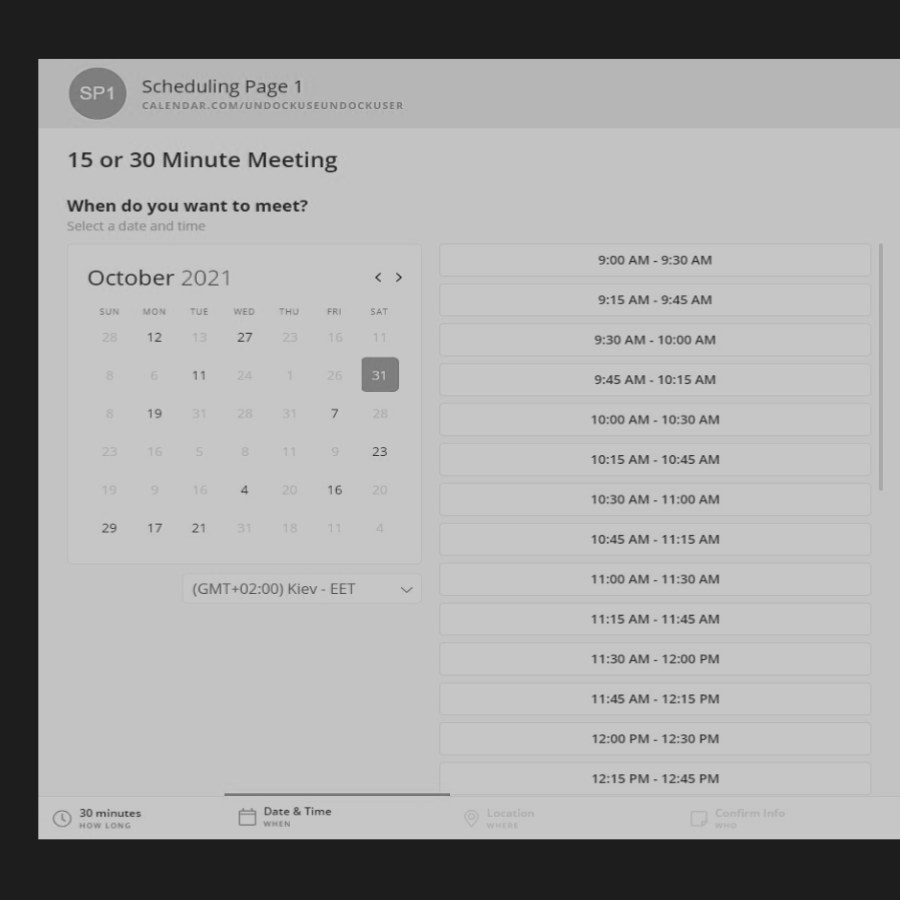 SP1
Scheduling Page 1
CALENDAR.COM/UNDOCKUSEUNDOCKUSER
15 or 30 Minute Meeting
When do you want to meet?
Select a date and time
October 2021
SUN MON TUE WED THU FRI SAT
28 12 13 27 23 16 11
8 6 11 24 1 26 31
8 19 31 28 31 7 28
23 16 5 8 11 9 23
19 9 16 4 20 16 20
29 17 21 31 18 11 4
(GMT+02:00) Kiev - EET
9:00 AM - 9:30 AM
9:15 AM - 9:45 AM
9:30 AM - 10:00 AM
9:45 AM - 10:15 AM
10:00 AM - 10:30 AM
10:15 AM - 10:45 AM
10:30 AM - 11:00 AM
10:45 AM - 11:15 AM
11:00 AM - 11:30 AM
11:15 AM - 11:45 AM
11:30 AM - 12:00 PM
11:45 AM - 12:15 PM
12:00 PM - 12:30 PM
12:15 PM - 12:45 PM
30 minutes
HOW LONG
Date & Time
WHEN
Location
WHERE
Confirm Info
WHO